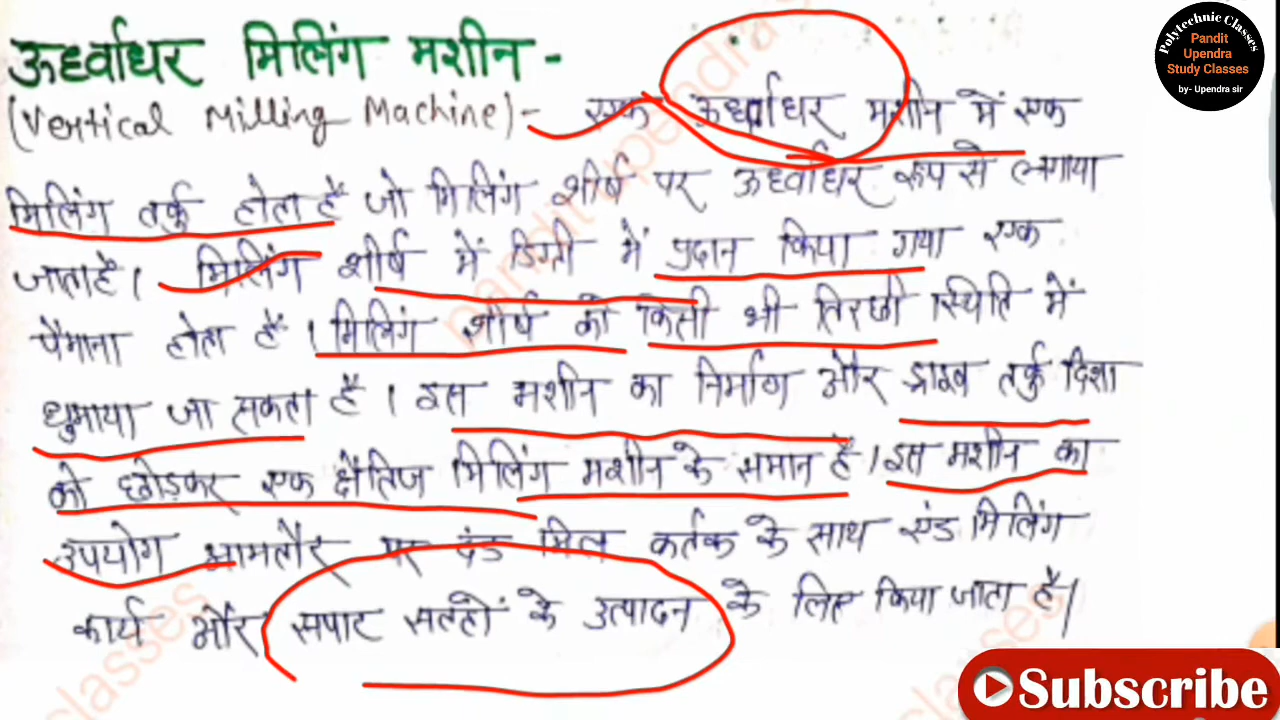 ऊर्ध्वाधर मिलिंग मशीन -
(Vertical Milling Machine) - एक ऊर्ध्वाधर मशीन में एक
मिलिंग तर्कु होता है जो मिलिंग शीर्ष पर ऊर्ध्वाधर रूप से लगाया
जाता है। मिलिंग शीर्ष में डिग्री में प्रदान किया गया एक
पैमाना होता है। मिलिंग शीर्ष को किसी भी तिरछी स्थिति में
घुमाया जा सकता है। इस मशीन का निर्माण और ड्राइव तर्कु दिशा
को छोड़कर एक क्षैतिज मिलिंग मशीन के समान है। इस मशीन का
उपयोग आमतौर पर मिल कर्तक के साथ एंड मिलिंग
कार्य और सपाट सतहों के उत्पादन के लिए किया जाता है।
Polytechnic Classes
Pandit
Upendra
Study Classes
by- Upendra sir
Subscribe